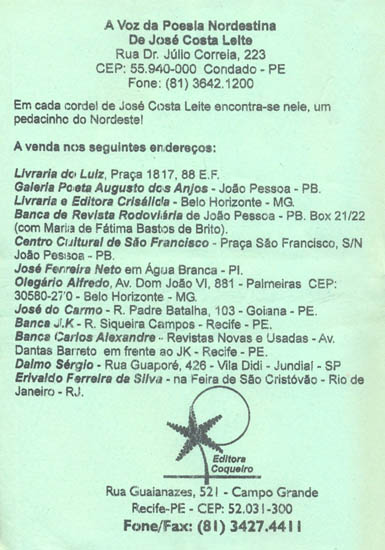 A Voz da Poesia Nordestina
De José Costa Leite
Rua Dr. Júlio Correia, 223
CEP: 55.940-000 Condado - PE
Fone: (81) 3642.1200
Em cada cordel de José Costa Leite encontra-se nele, um
pedacinho do Nordeste!
A venda nos seguintes endereços:
Livraria do Luiz, Praça 1817, 88 E.F.
Galeria Poeta Augusto dos Anjos - João Pessoa - PB.
Livraria e Editora Crisálida - Belo Horizonte - MG.
Banca de Revista Rodoviária de João Pessoa - PB. Box 21/22
(com Maria de Fátima Bastos de Brito).
Centro Cultural de São Francisco - Praça São Francisco, S/N
João Pessoa - PB.
José Ferreira Neto em Água Branca - PI.
Olegário Alfredo, Av. Dom João VI, 881 - Palmeiras CEP:
30580-270 - Belo Horizonte - MG.
José do Carmo - R. Padre Batalha, 103 - Goiana - PE.
Banca J.K - R. Siqueira Campos - Recife - PE.
Banca Carlos Alexandre - Revistas Novas e Usadas - Av.
Dantas Barreto em frente ao JK - Recife - PE.
Dalmo Sérgio - Rua Guaporé, 426 - Vila Didi - Jundial - SP
Erivaldo Ferreira da Silva - na Feira de São Cristóvão - Rio de
Janeiro - RJ.
Editora
Coqueiro
Rua Guaianazes, 521 - Campo Grande
Recife-PE - CEP: 52.031-300
Fone/Fax: (81) 3427.4411